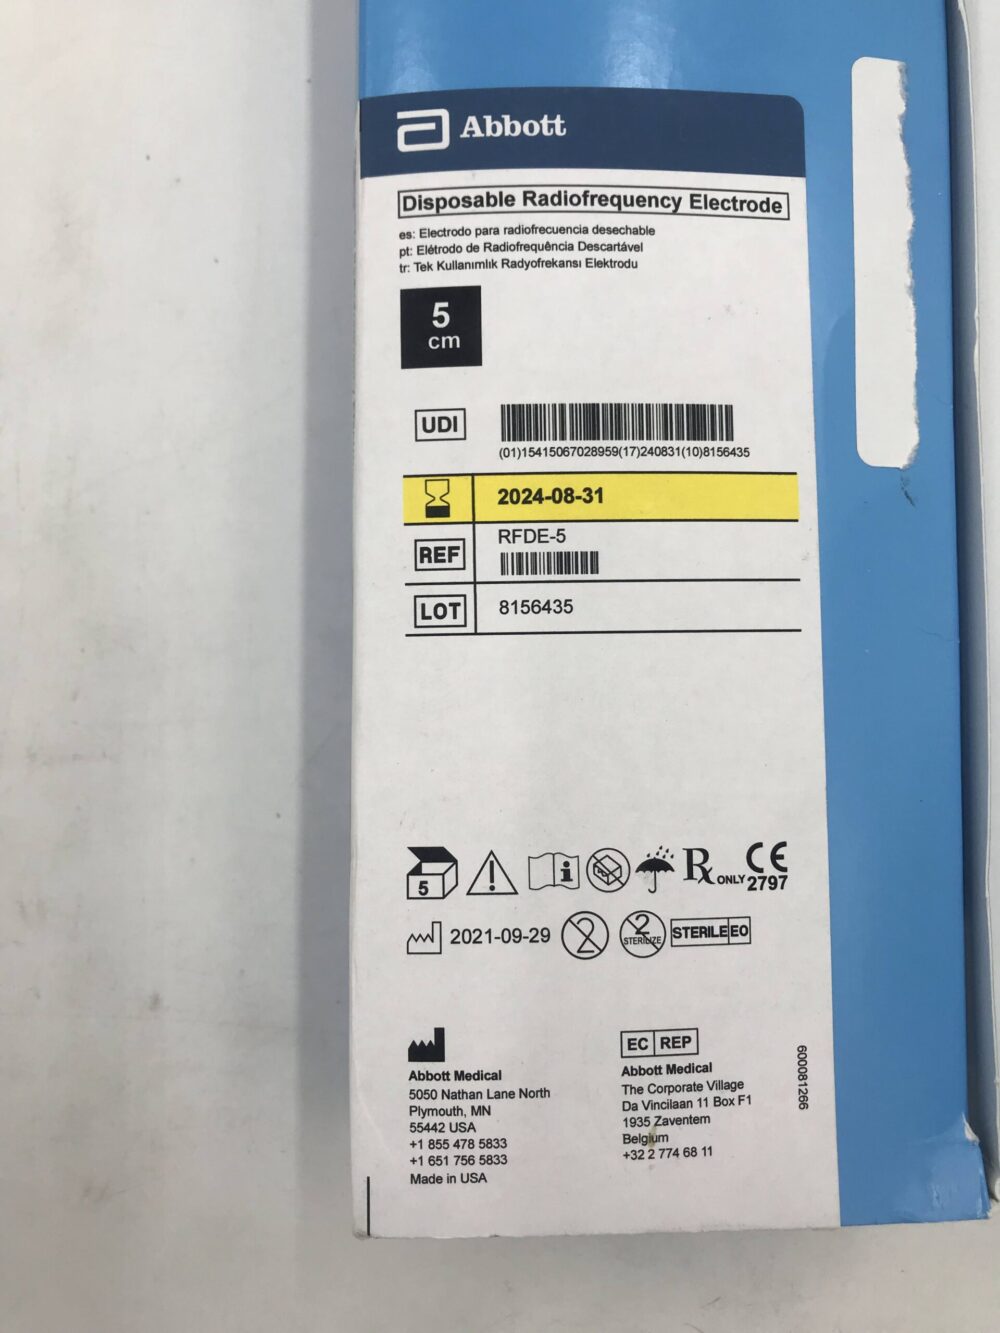 Abbott
Disposable Radiofrequency Electrode
es: Electrodo para radiofrecuencia desechable
pt: Elétrodo de Radiofrequência Descartável
tr: Tek Kullanımlık Radyofrekansı Elektrodu
5
cm
UDI
(01)15415067028959(17)240831(10)8156435
2024-08-31
REF
RFDE-5
LOT
8156435
5
i
Rx ONLY
CE
2797
2021-09-29
2
2
STERILIZE
STERILE EO
Abbott Medical
5050 Nathan Lane North
Plymouth, MN
55442 USA
+1 855 478 5833
+1 651 756 5833
Made in USA
EC REP
Abbott Medical
The Corporate Village
Da Vincilaan 11 Box F1
1935 Zaventem
Belgium
+32 2 774 68 11
600081266